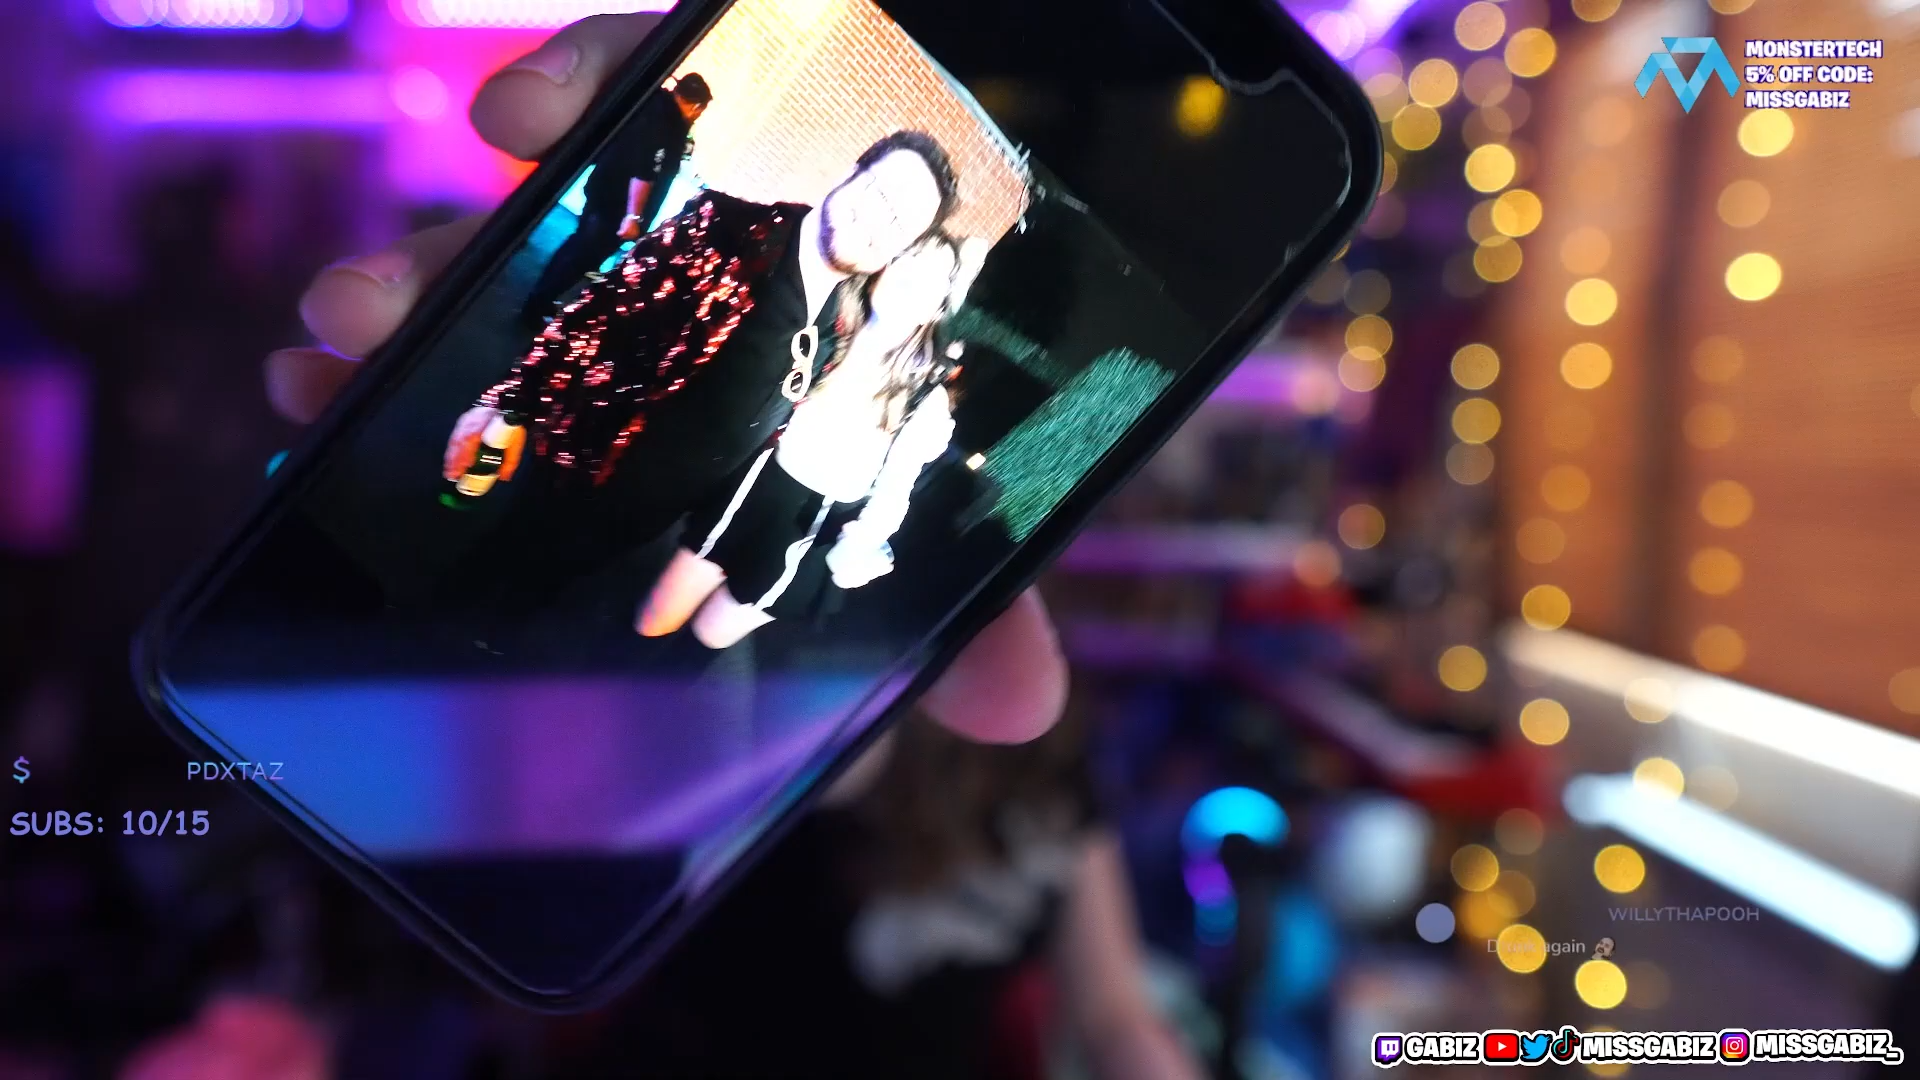 MONSTERTECH
5% OFF CODE:
MISSGABIZ
$ PDXTAZ
SUBS: 10/15
WILLYTHAPOOH
again
GABIZ MISSGABIZ MISSGABIZ_